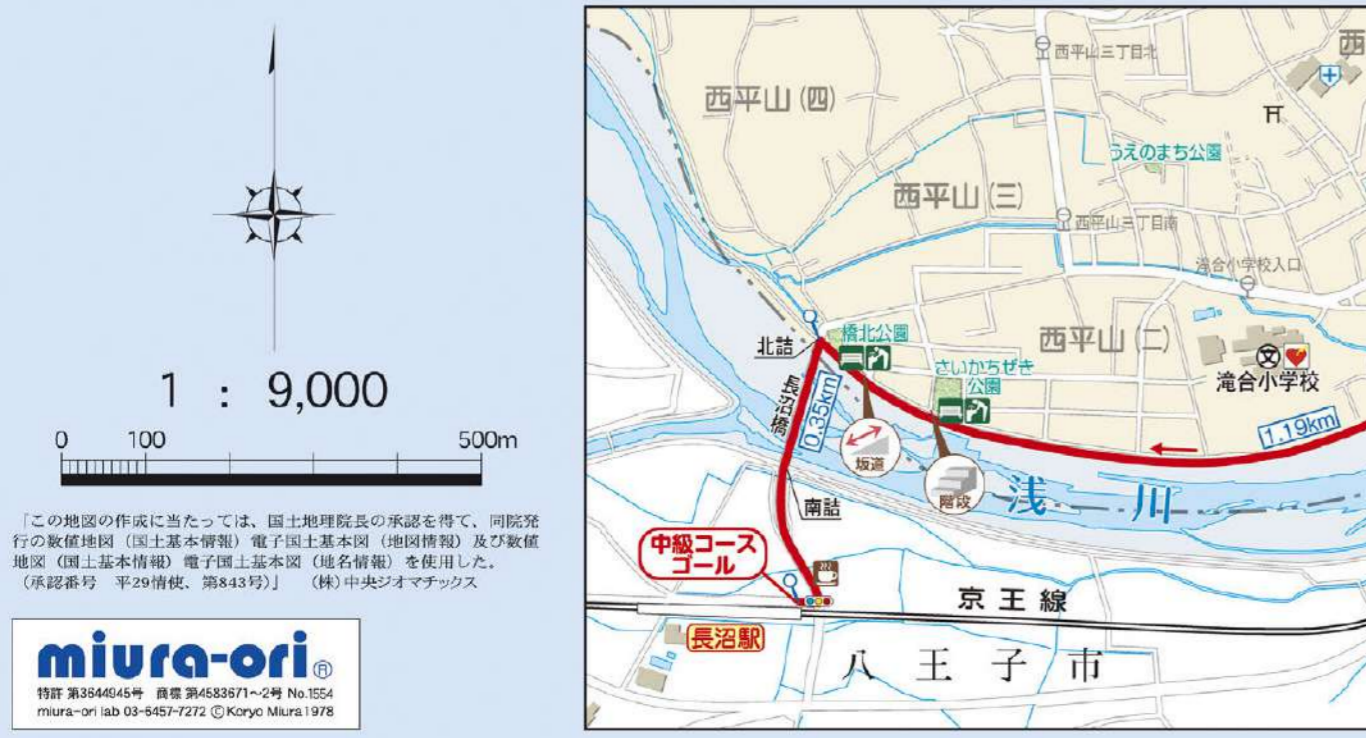 1 : 9,000
0 100 500m
「この地図の作成に当たっては、国土地理院長の承認を得て、同院発
行の数値地図（国土基本情報）電子国土基本図（地図情報）及び数値
地図（国土基本情報）電子国土基本図（地名情報）を使用した。
（承認番号 平29情使、第843号）」 （株）中央ジオマチックス
miura-ori®
特許 第3644945号 商標 第4583671～2号 No.1554
miura-ori lab 03-6457-7272 ©Koryo Miura1978
西平山三丁目北
西
西平山(四)
うえのまち公園
西平山(三)
西平山三丁目南
滝合小学校入口
北詰
橋北公園
西平山(二)
さいかちぜき
公園
文
滝合小学校
長沼橋
0.35km
1.19km
坂道
階段
浅川
南詰
中級コース
ゴール
京王線
長沼駅
八王子市